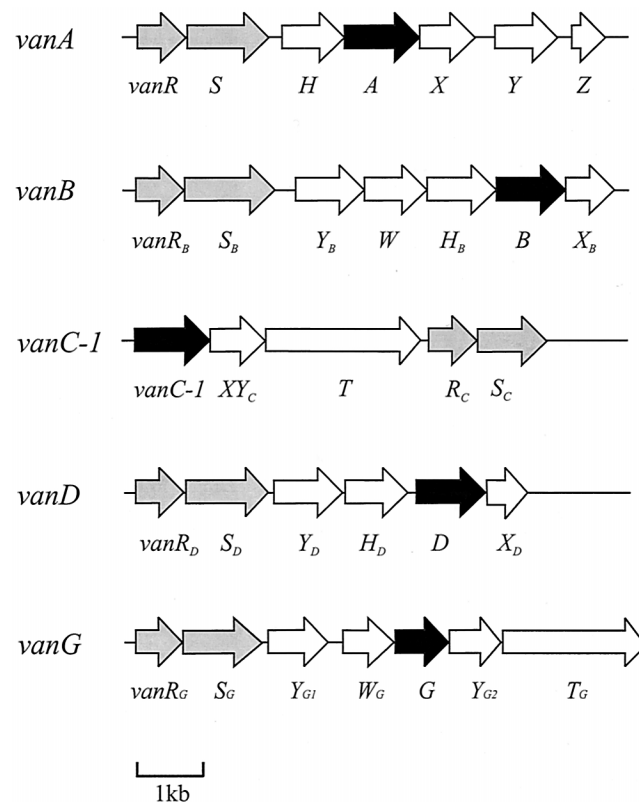 vanA
vanR S H A X Y Z
vanB
vanR_B S_B Y_B W H_B B X_B
vanC-1
vanC-1 XY_C T R_C S_C
vanD
vanR_D S_D Y_D H_D D X_D
vanG
vanR_G S_G Y_G1 W_G G Y_G2 T_G
1kb